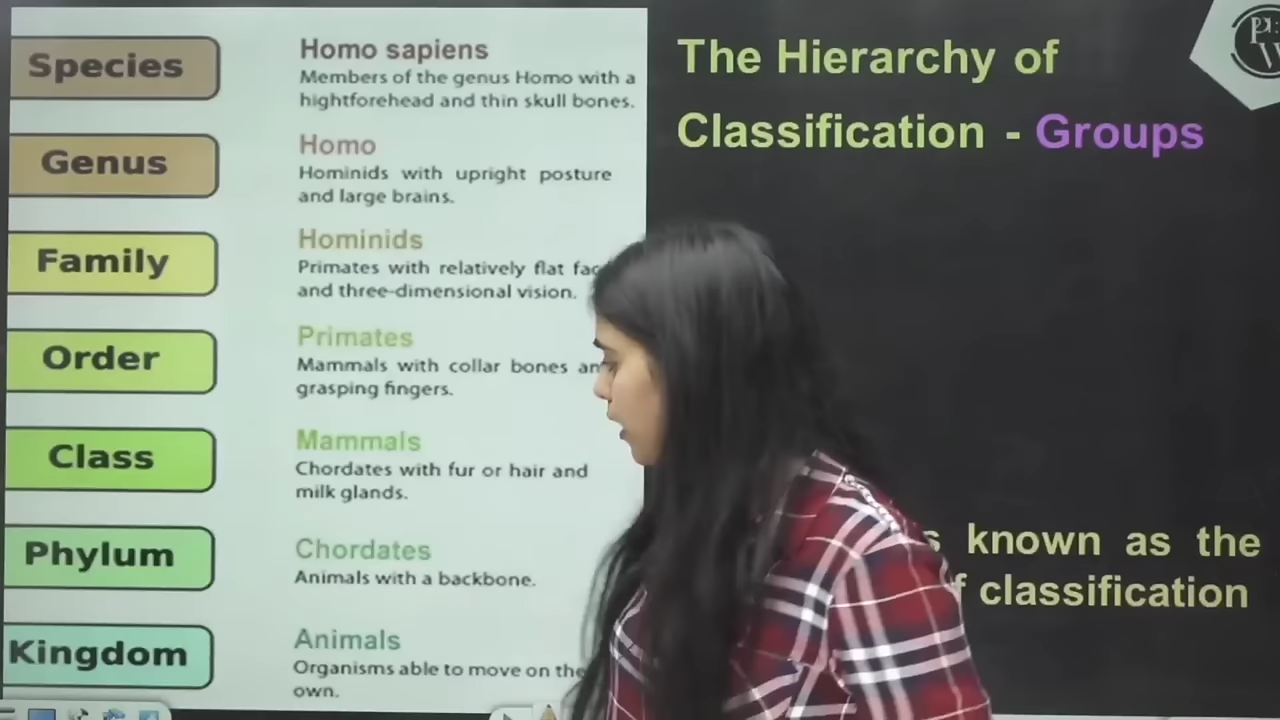 Species
Homo sapiens
Members of the genus Homo with a
hightforehead and thin skull bones.
Genus
Homo
Hominids with upright posture
and large brains.
Family
Hominids
Primates with relatively flat
and three-dimensional vision.
Order
Primates
Mammals with collar bones
grasping fingers.
Class
Mammals
Chordates with fur or hair and
milk glands.
Phylum
Chordates
Animals with a backbone.
Kingdom
Animals
Organisms able to move on the
own.
The Hierarchy of
Classification - Groups
known as the
classification